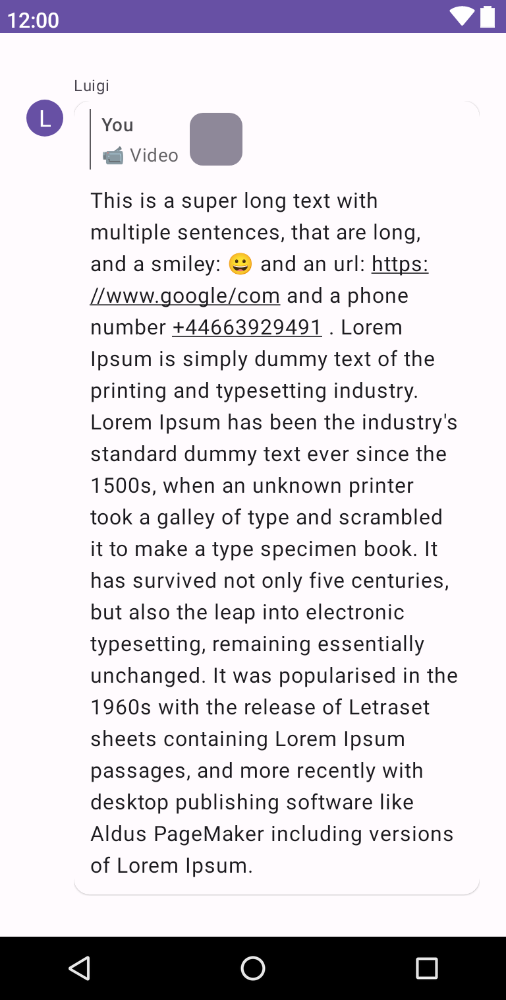 12:00
Luigi
L
You
📹 Video
This is a super long text with
multiple sentences, that are long,
and a smiley: 😀 and an url: https:
//www.google/com and a phone
number +44663929491 . Lorem
Ipsum is simply dummy text of the
printing and typesetting industry.
Lorem Ipsum has been the industry's
standard dummy text ever since the
1500s, when an unknown printer
took a galley of type and scrambled
it to make a type specimen book. It
has survived not only five centuries,
but also the leap into electronic
typesetting, remaining essentially
unchanged. It was popularised in the
1960s with the release of Letraset
sheets containing Lorem Ipsum
passages, and more recently with
desktop publishing software like
Aldus PageMaker including versions
of Lorem Ipsum.